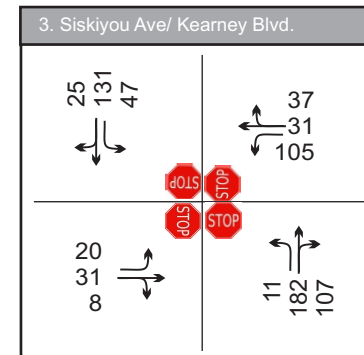 3. Siskiyou Ave/ Kearney Blvd.
25
131
47
37
31
105
STOP
STOP
STOP
STOP
20
31
8
11
182
107